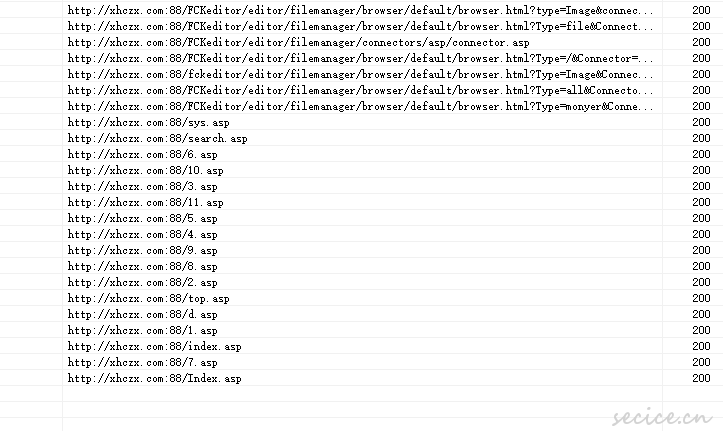 http://xhczx.com:88/FCKeditor/editor/filemanager/browser/default/browser.html?type=Image&connec... 200
http://xhczx.com:88/FCKeditor/editor/filemanager/browser/default/browser.html?Type=file&Connect... 200
http://xhczx.com:88/FCKeditor/editor/filemanager/connectors/asp/connector.asp 200
http://xhczx.com:88/FCKeditor/editor/filemanager/browser/default/browser.html?Type=/&Connector=... 200
http://xhczx.com:88/fckeditor/editor/filemanager/browser/default/browser.html?Type=Image&Connec... 200
http://xhczx.com:88/FCKeditor/editor/filemanager/browser/default/browser.html?Type=all&Connecto... 200
http://xhczx.com:88/FCKeditor/editor/filemanager/browser/default/browser.html?Type=monyer&Conne... 200
http://xhczx.com:88/sys.asp 200
http://xhczx.com:88/search.asp 200
http://xhczx.com:88/6.asp 200
http://xhczx.com:88/10.asp 200
http://xhczx.com:88/3.asp 200
http://xhczx.com:88/11.asp 200
http://xhczx.com:88/5.asp 200
http://xhczx.com:88/4.asp 200
http://xhczx.com:88/9.asp 200
http://xhczx.com:88/8.asp 200
http://xhczx.com:88/2.asp 200
http://xhczx.com:88/top.asp 200
http://xhczx.com:88/d.asp 200
http://xhczx.com:88/1.asp 200
http://xhczx.com:88/index.asp 200
http://xhczx.com:88/7.asp 200
http://xhczx.com:88/Index.asp 200
secice.cn